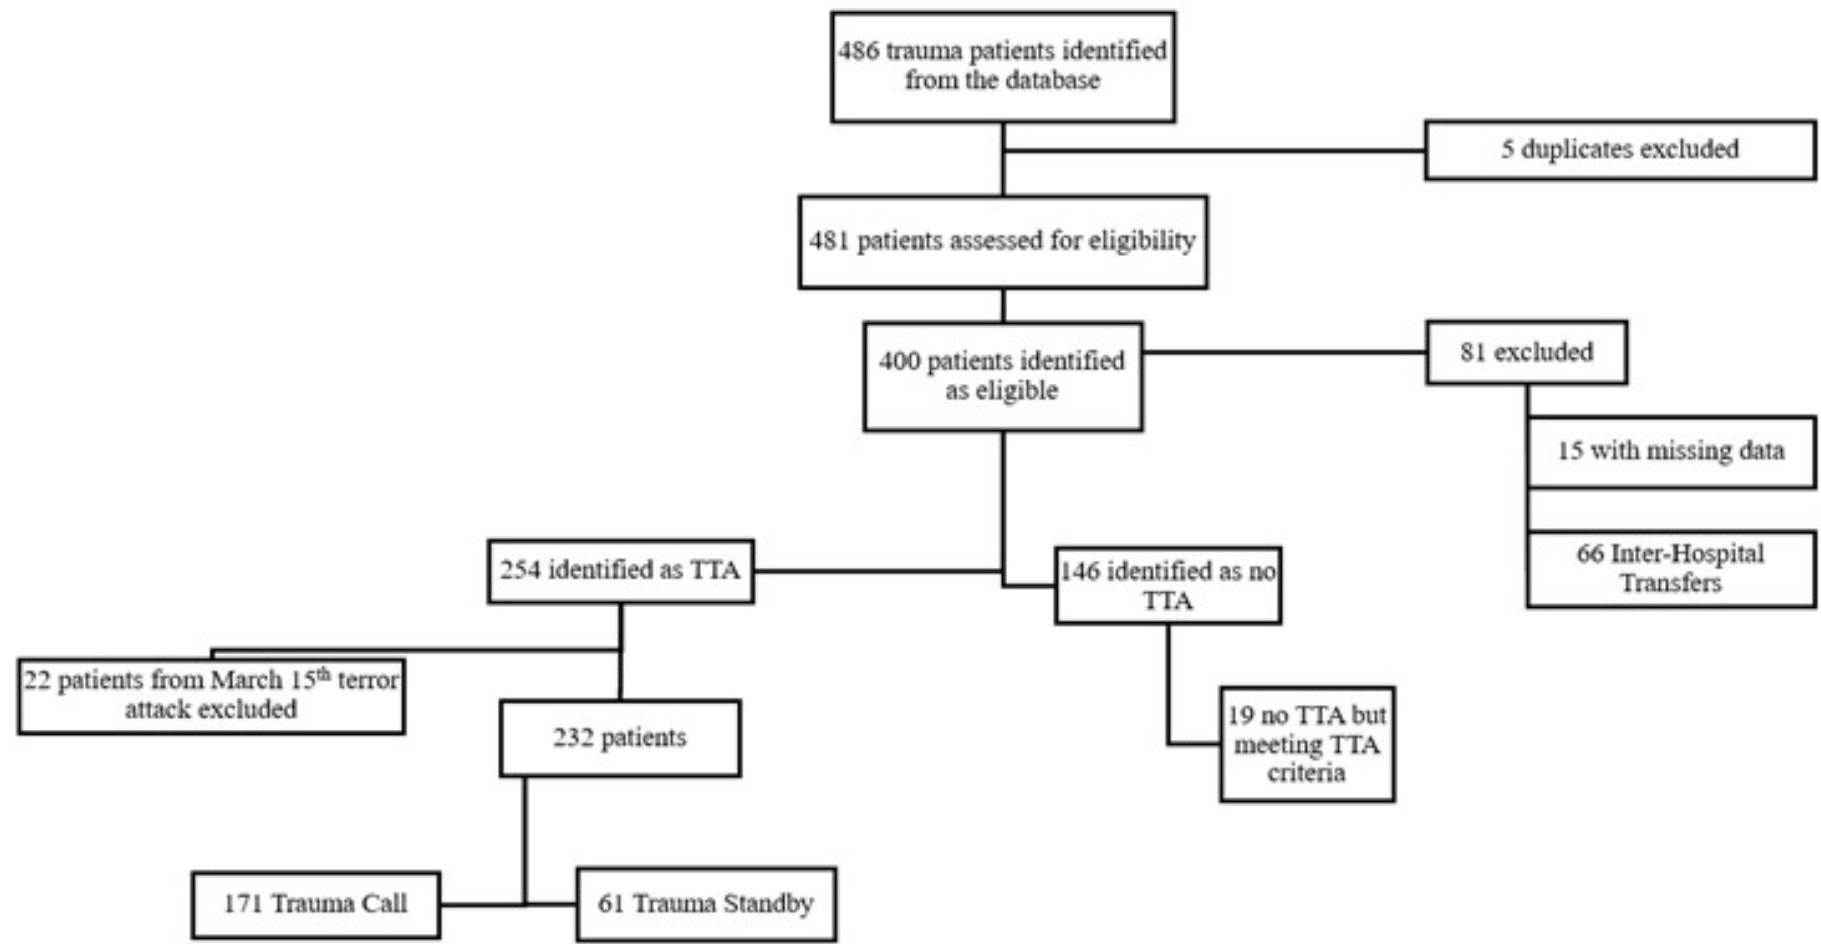 486 trauma patients identified
from the database
5 duplicates excluded
481 patients assessed for eligibility
400 patients identified
as eligible
81 excluded
15 with missing data
66 Inter-Hospital
Transfers
254 identified as TTA
146 identified as no
TTA
22 patients from March 15th terror
attack excluded
232 patients
19 no TTA but
meeting TTA
criteria
171 Trauma Call
61 Trauma Standby